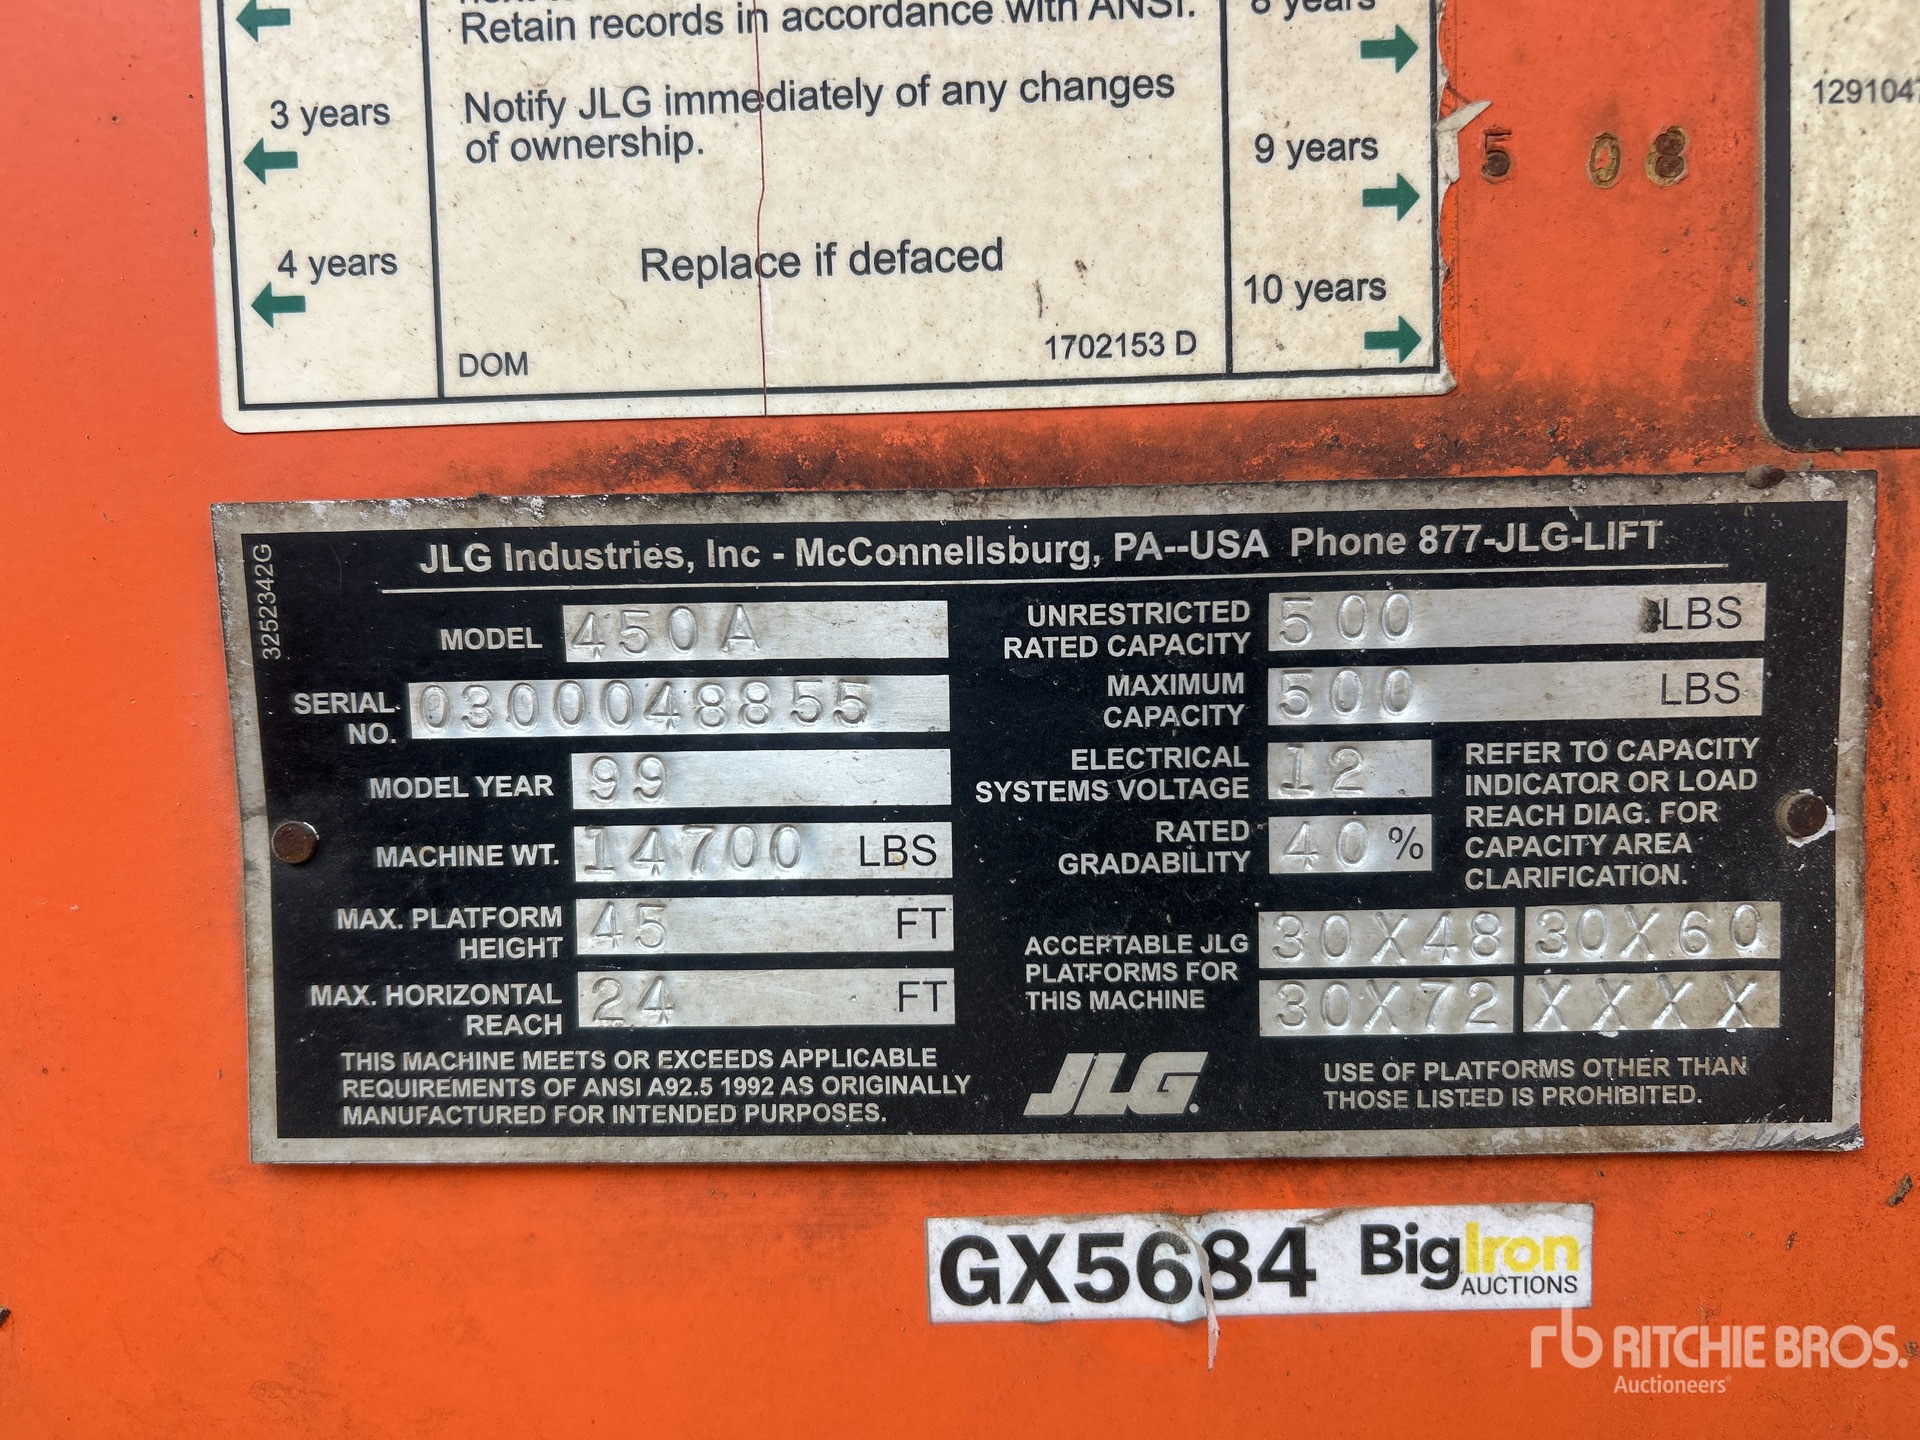 Retain records in accordance with ANSI.
8 years
3 years
Notify JLG immediately of any changes
of ownership.
9 years
4 years
Replace if defaced
10 years
DOM
1702153 D
5 08
129104
325523342G
JLG Industries, Inc - McConnellsburg, PA--USA Phone 877-JLG-LIFT
MODEL 450A
SERIAL NO. 0300048855
MODEL YEAR 99
MACHINE WT. 14700 LBS
MAX. PLATFORM HEIGHT 45 FT
MAX. HORIZONTAL REACH 24 FT
THIS MACHINE MEETS OR EXCEEDS APPLICABLE
REQUIREMENTS OF ANSI A92.5 1992 AS ORIGINALLY
MANUFACTURED FOR INTENDED PURPOSES.
UNRESTRICTED RATED CAPACITY 500 LBS
MAXIMUM CAPACITY 500 LBS
ELECTRICAL SYSTEMS VOLTAGE 12
RATED GRADABILITY 40 %
REFER TO CAPACITY
INDICATOR OR LOAD
REACH DIAG. FOR
CAPACITY AREA
CLARIFICATION.
ACCEPTABLE JLG
PLATFORMS FOR
THIS MACHINE
30X48 30X60
30X72 XXXX
JLG.
USE OF PLATFORMS OTHER THAN
THOSE LISTED IS PROHIBITED.
GX5684 BigIron
AUCTIONS
rb RITCHIE BROS.
Auctioneers